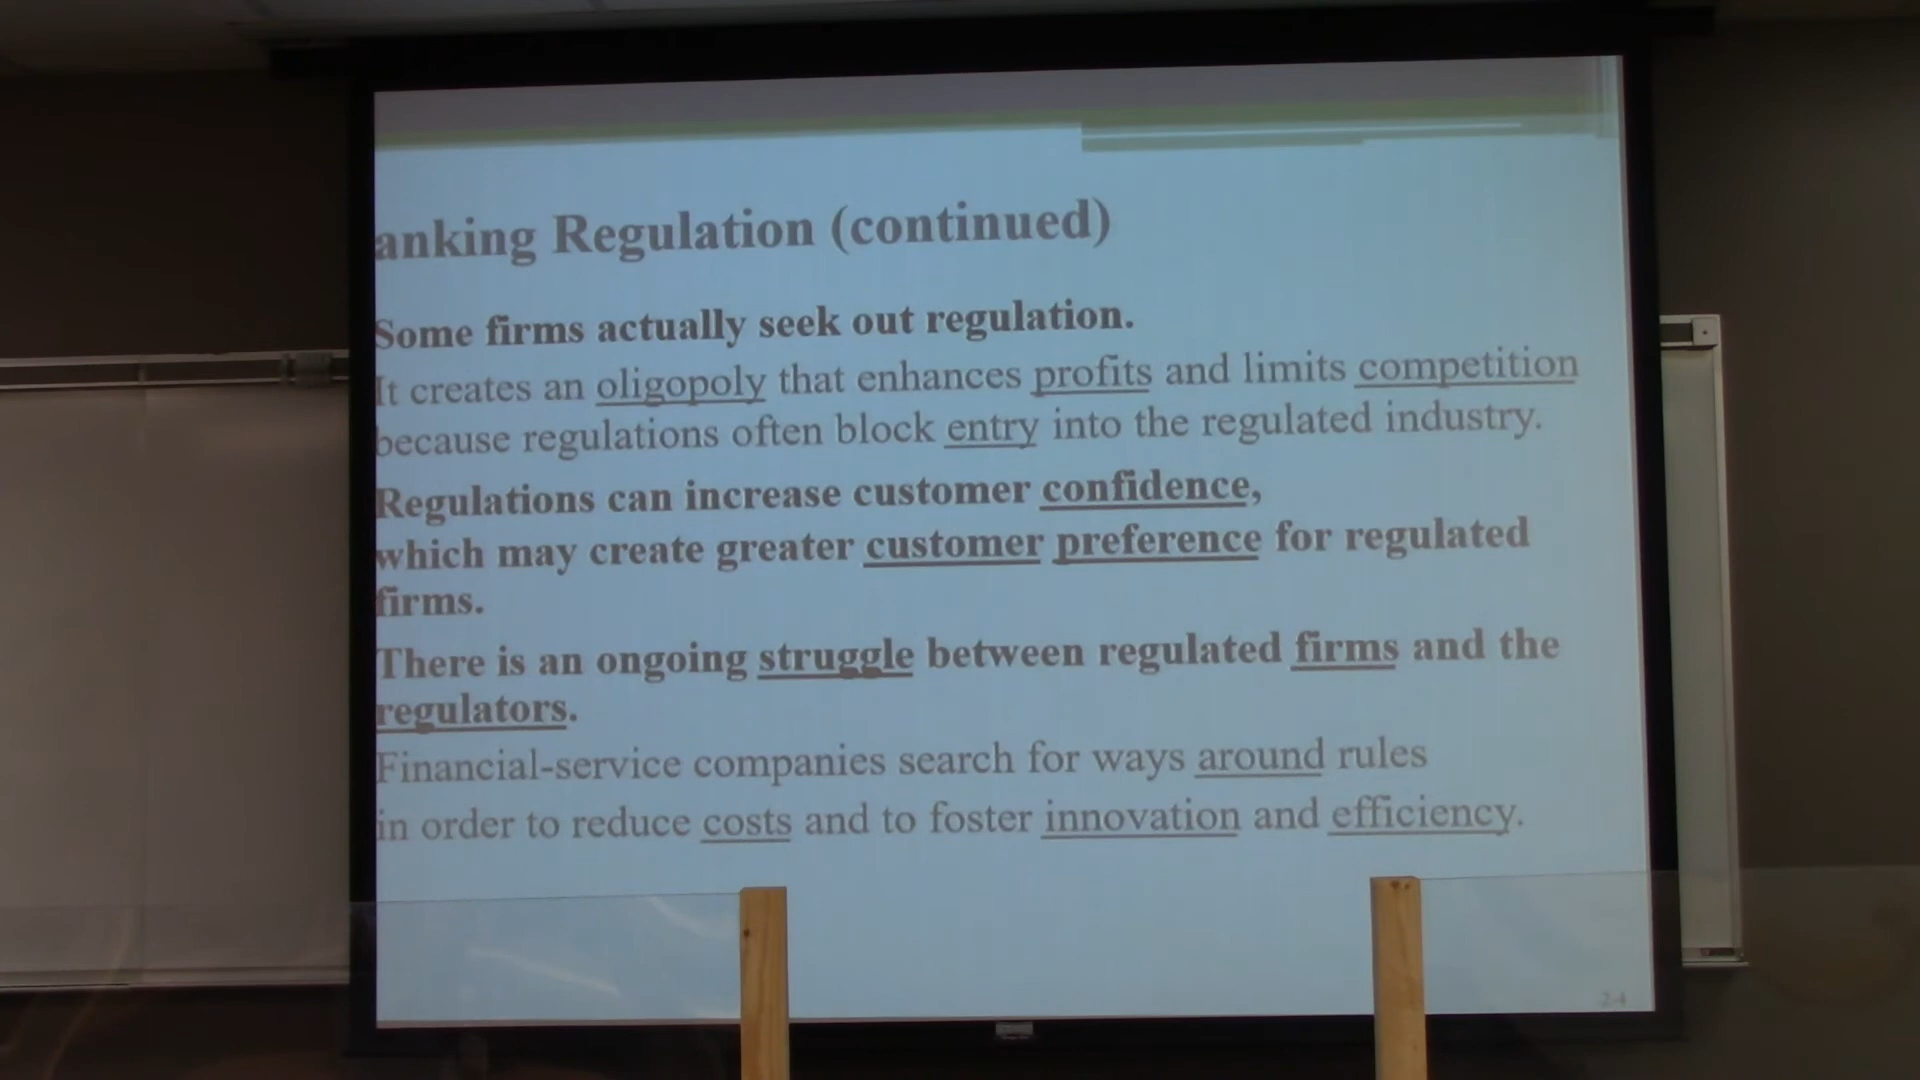 anking Regulation (continued)
Some firms actually seek out regulation.
It creates an oligopoly that enhances profits and limits competition
because regulations often block entry into the regulated industry.
Regulations can increase customer confidence,
which may create greater customer preference for regulated
firms.
There is an ongoing struggle between regulated firms and the
regulators.
Financial-service companies search for ways around rules
in order to reduce costs and to foster innovation and efficiency.
2-4